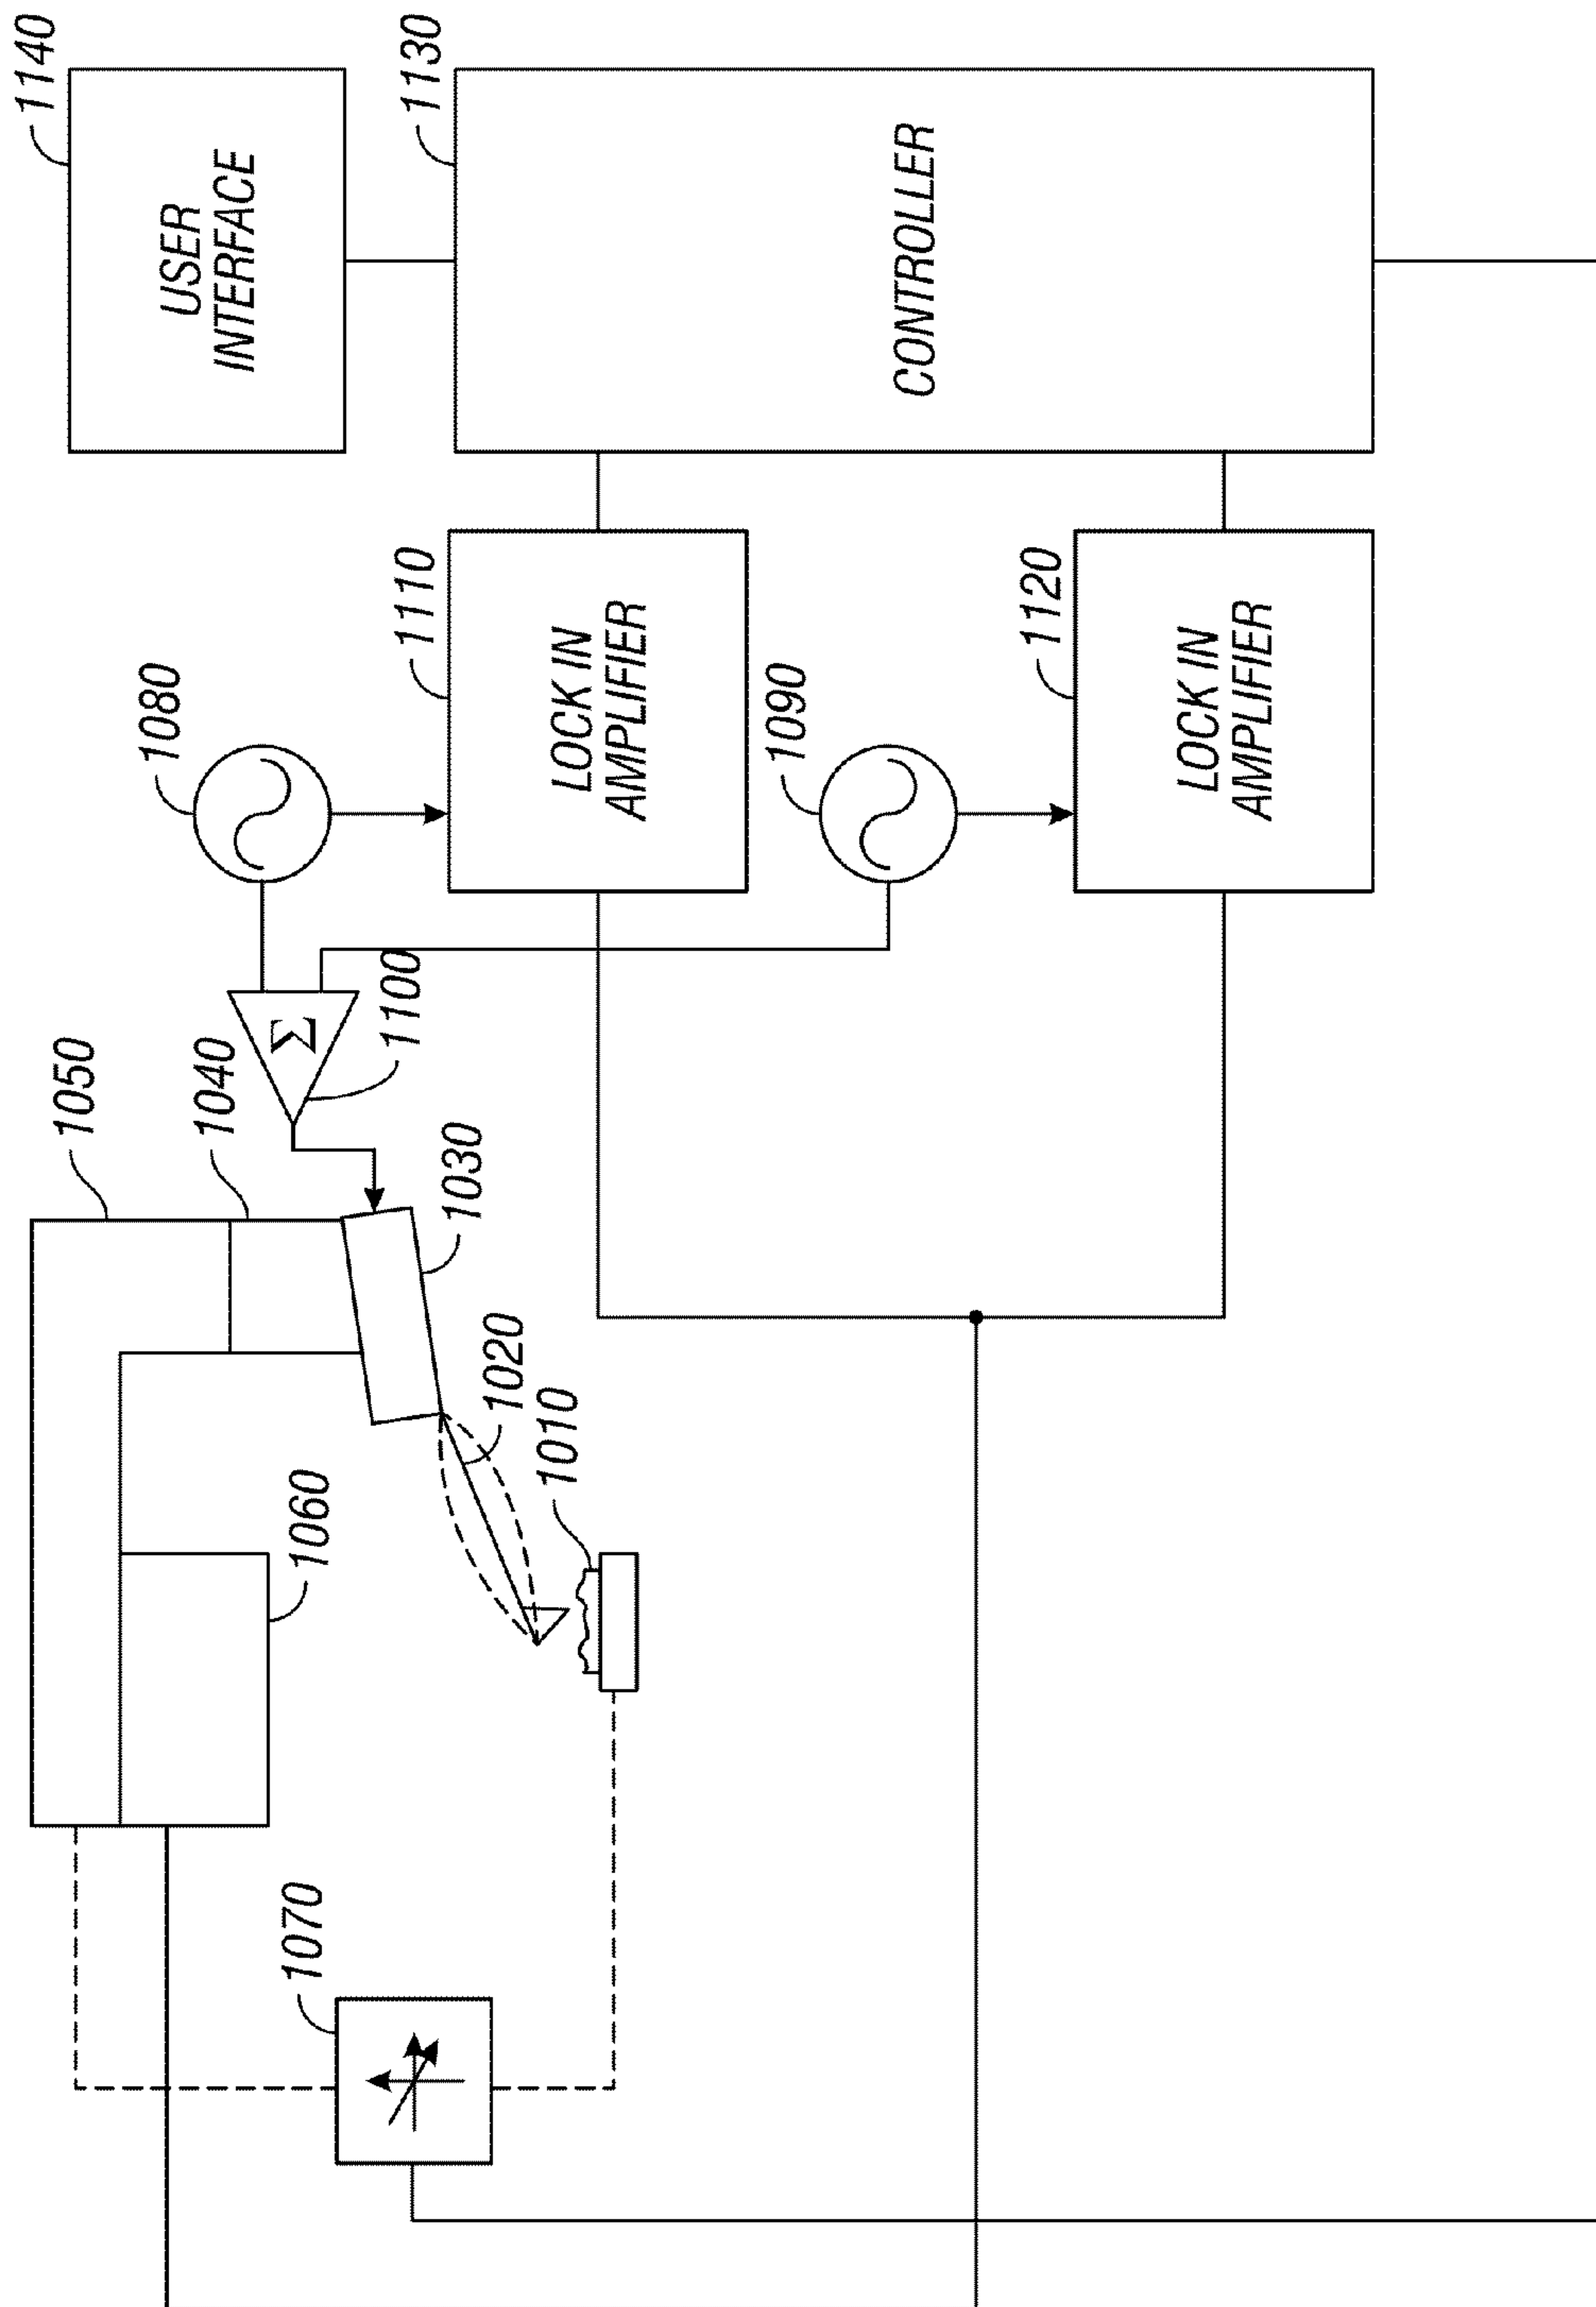 1050
1040
1060
1070
1030
1020
1010
1100
1080
1110
LOCK IN
AMPLIFIER
1090
1120
LOCK IN
AMPLIFIER
1140
USER
INTERFACE
1130
CONTROLLER
Σ